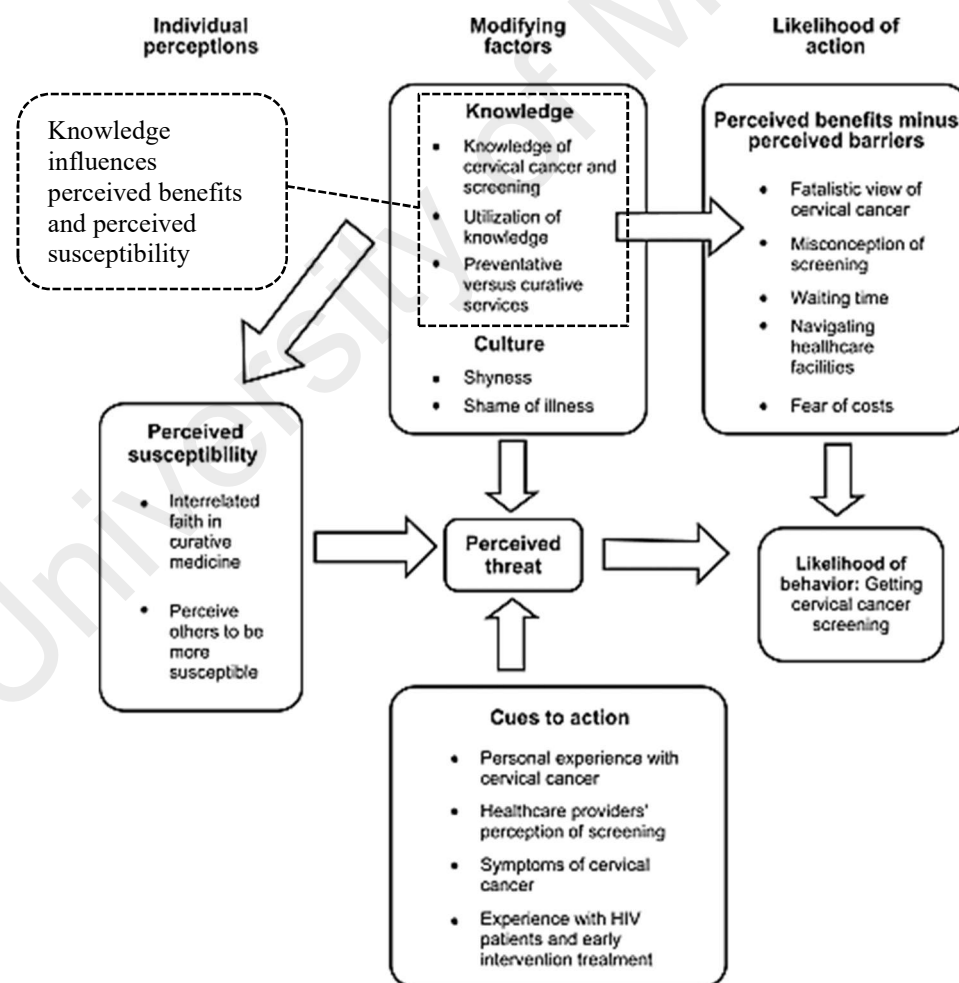 Individual
perceptions
Modifying
factors
Likelihood of
action
Knowledge
influences
perceived benefits
and perceived
susceptibility
Knowledge
Knowledge of
cervical cancer and
screening
Utilization of
knowledge
Preventative
versus curative
services
Culture
Shyness
Shame of illness
Perceived benefits minus
perceived barriers
Fatalistic view of
cervical cancer
Misconception of
screening
Waiting time
Navigating
healthcare
facilities
Fear of costs
Perceived
susceptibility
Interrelated
faith in
curative
medicine
Perceive
others to be
more
susceptible
Perceived
threat
Likelihood of
behavior: Getting
cervical cancer
screening
Cues to action
Personal experience with
cervical cancer
Healthcare providers'
perception of screening
Symptoms of cervical
cancer
Experience with HIV
patients and early
intervention treatment
University of M